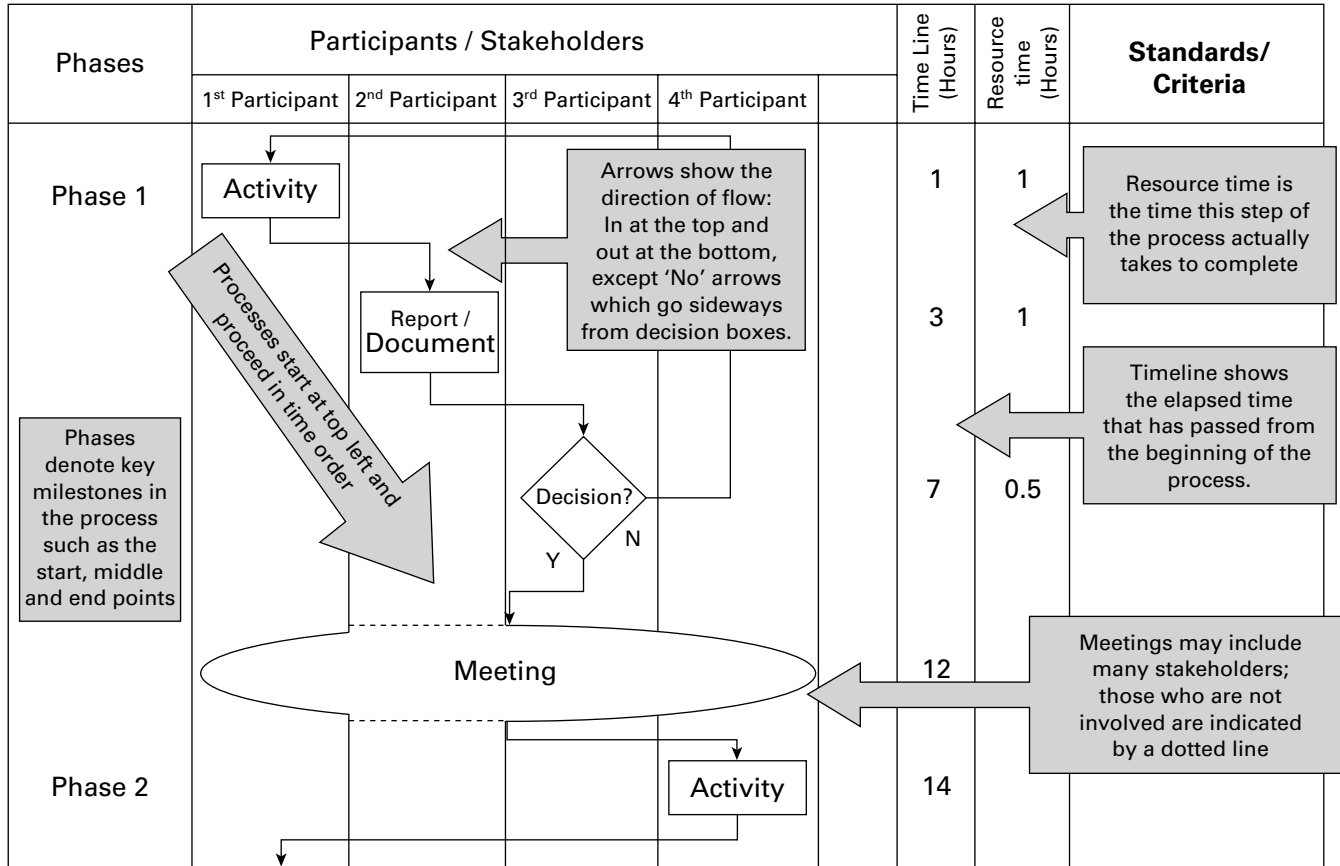 Phases
Participants / Stakeholders
1st Participant
2nd Participant
3rd Participant
4th Participant
Time Line
(Hours)
Resource
time
(Hours)
Standards/
Criteria
Phase 1
Activity
Arrows show the
direction of flow:
In at the top and
out at the bottom,
except ‘No’ arrows
which go sideways
from decision boxes.
1
1
Resource time is
the time this step of
the process actually
takes to complete
Processes start at top left and
proceed in time order
Report /
Document
3
1
Timeline shows
the elapsed time
that has passed from
the beginning of the
process.
Phases
denote key
milestones in
the process
such as the
start, middle
and end points
Decision?
N
Y
7
0.5
Meeting
12
Meetings may include
many stakeholders;
those who are not
involved are indicated
by a dotted line
Phase 2
Activity
14